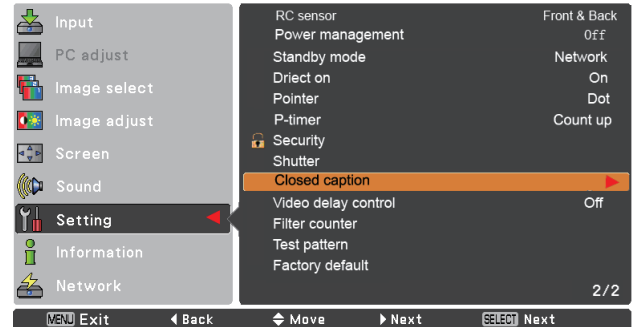 Input
PC adjust
Image select
Image adjust
Screen
Sound
Setting
Information
Network
RC sensor Front & Back
Power management Off
Standby mode Network
Driect on On
Pointer Dot
P-timer Count up
Security
Shutter
Closed caption
Video delay control Off
Filter counter
Test pattern
Factory default
2/2
MENU Exit Back Move Next SELECT Next